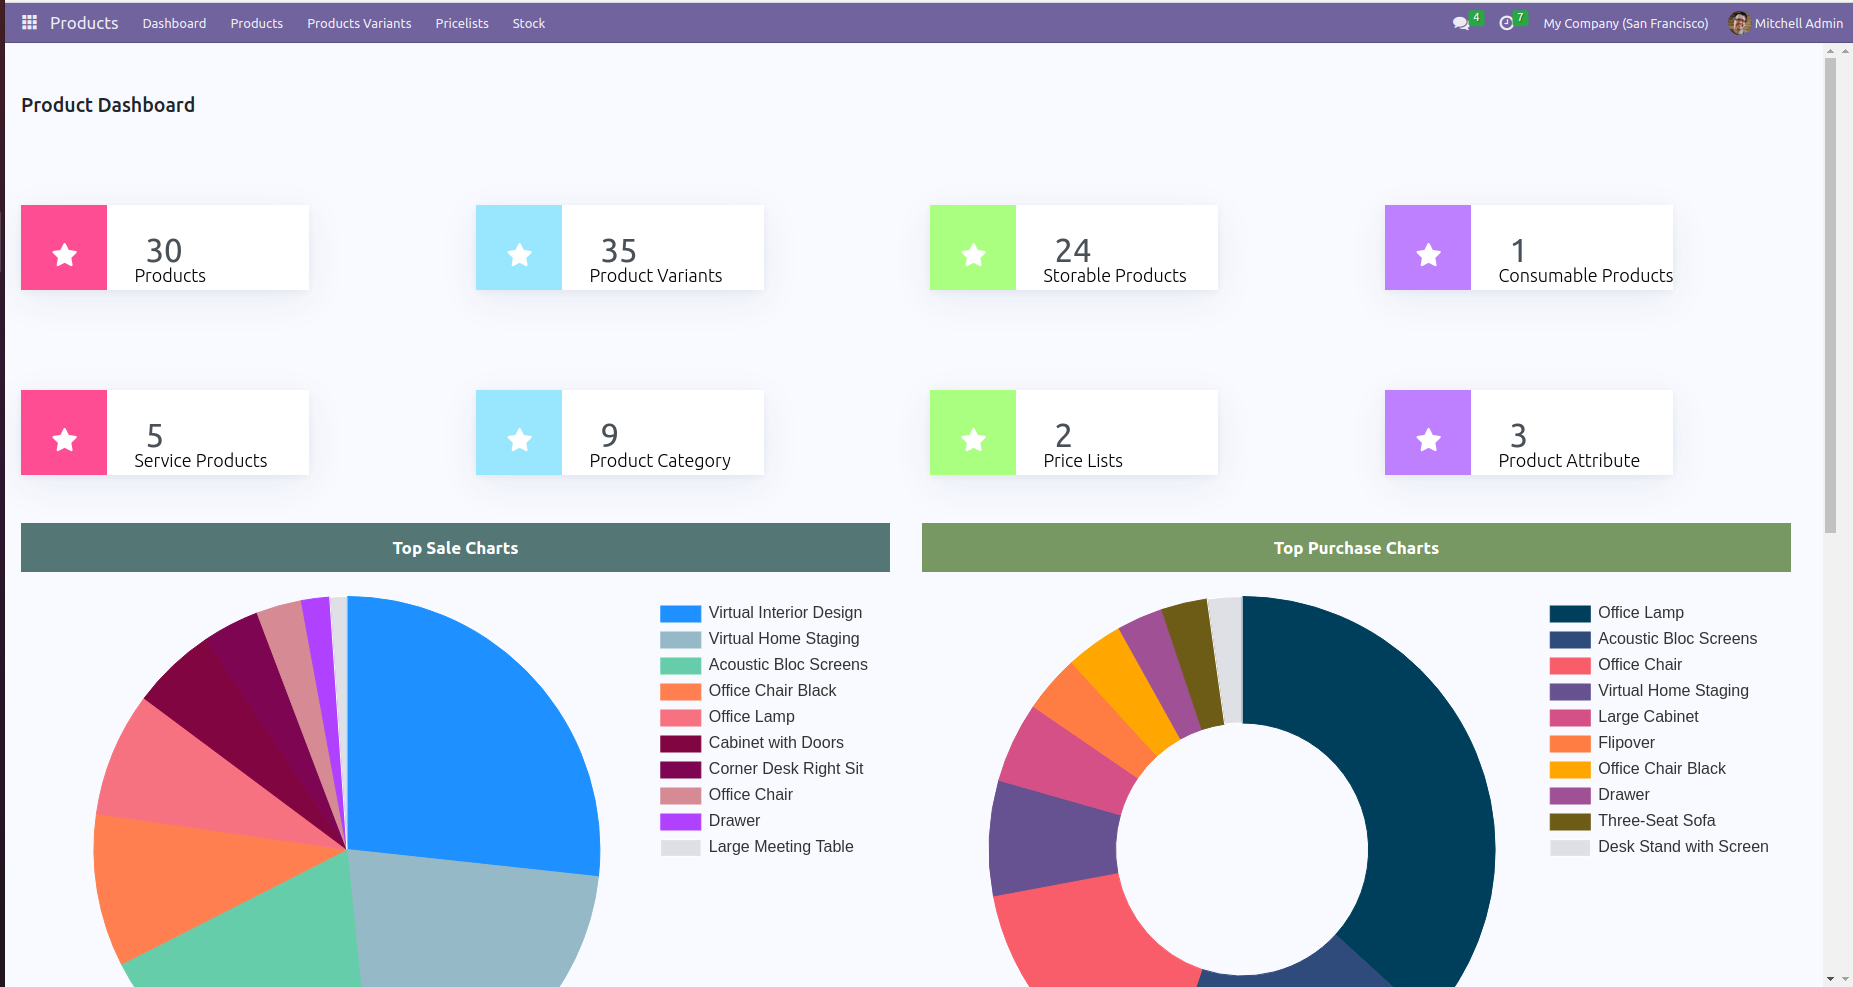 Products Dashboard Products Products Variants Pricelists Stock 4 7 My Company (San Francisco) Mitchell Admin
Product Dashboard
30
Products
35
Product Variants
24
Storable Products
1
Consumable Products
5
Service Products
9
Product Category
2
Price Lists
3
Product Attribute
Top Sale Charts
Virtual Interior Design
Virtual Home Staging
Acoustic Bloc Screens
Office Chair Black
Office Lamp
Cabinet with Doors
Corner Desk Right Sit
Office Chair
Drawer
Large Meeting Table
Top Purchase Charts
Office Lamp
Acoustic Bloc Screens
Office Chair
Virtual Home Staging
Large Cabinet
Flipover
Office Chair Black
Drawer
Three-Seat Sofa
Desk Stand with Screen